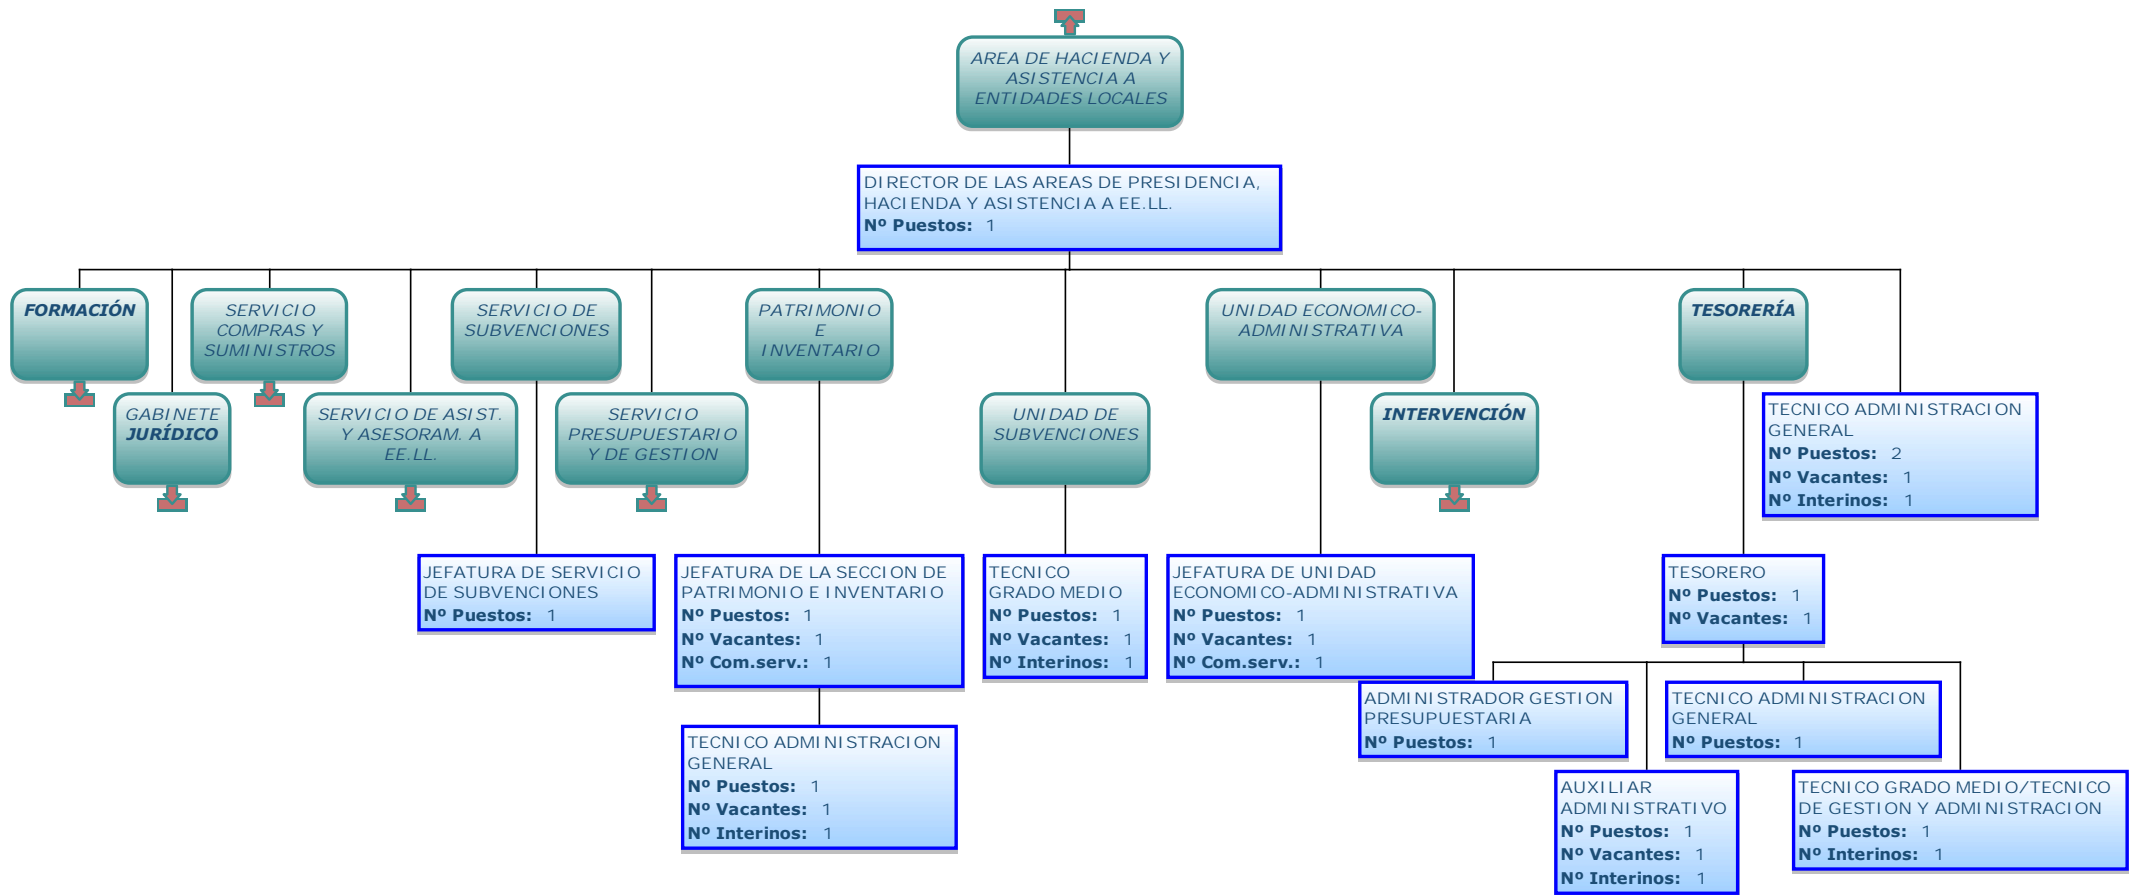 AREA DE HACIENDA Y
ASISTENCIA A
ENTIDADES LOCALES
DIRECTOR DE LAS AREAS DE PRESIDENCIA,
HACIENDA Y ASISTENCIA A EE.LL.
Nº Puestos: 1
FORMACIÓN
SERVICIO
COMPRAS Y
SUMINISTROS
SERVICIO DE
SUBVENCIONES
PATRIMONIO
E
INVENTARIO
UNIDAD ECONOMICO-
ADMINISTRATIVA
TESORERÍA
GABINETE
JURÍDICO
SERVICIO DE ASIST.
Y ASESORAM. A
EE.LL.
SERVICIO
PRESUPUESTARIO
Y DE GESTION
UNIDAD DE
SUBVENCIONES
INTERVENCIÓN
TECNICO ADMINISTRACION
GENERAL
Nº Puestos: 2
Nº Vacantes: 1
Nº Interinos: 1
JEFATURA DE SERVICIO
DE SUBVENCIONES
Nº Puestos: 1
JEFATURA DE LA SECCION DE
PATRIMONIO E INVENTARIO
Nº Puestos: 1
Nº Vacantes: 1
Nº Com.serv.: 1
TECNICO
GRADO MEDIO
Nº Puestos: 1
Nº Vacantes: 1
Nº Interinos: 1
JEFATURA DE UNIDAD
ECONOMICO-ADMINISTRATIVA
Nº Puestos: 1
Nº Vacantes: 1
Nº Com.serv.: 1
TESORERO
Nº Puestos: 1
Nº Vacantes: 1
ADMINISTRADOR GESTION
PRESUPUESTARIA
Nº Puestos: 1
TECNICO ADMINISTRACION
GENERAL
Nº Puestos: 1
TECNICO ADMINISTRACION
GENERAL
Nº Puestos: 1
Nº Vacantes: 1
Nº Interinos: 1
AUXILIAR
ADMINISTRATIVO
Nº Puestos: 1
Nº Vacantes: 1
Nº Interinos: 1
TECNICO GRADO MEDIO/TECNICO
DE GESTION Y ADMINISTRACION
Nº Puestos: 1
Nº Interinos: 1